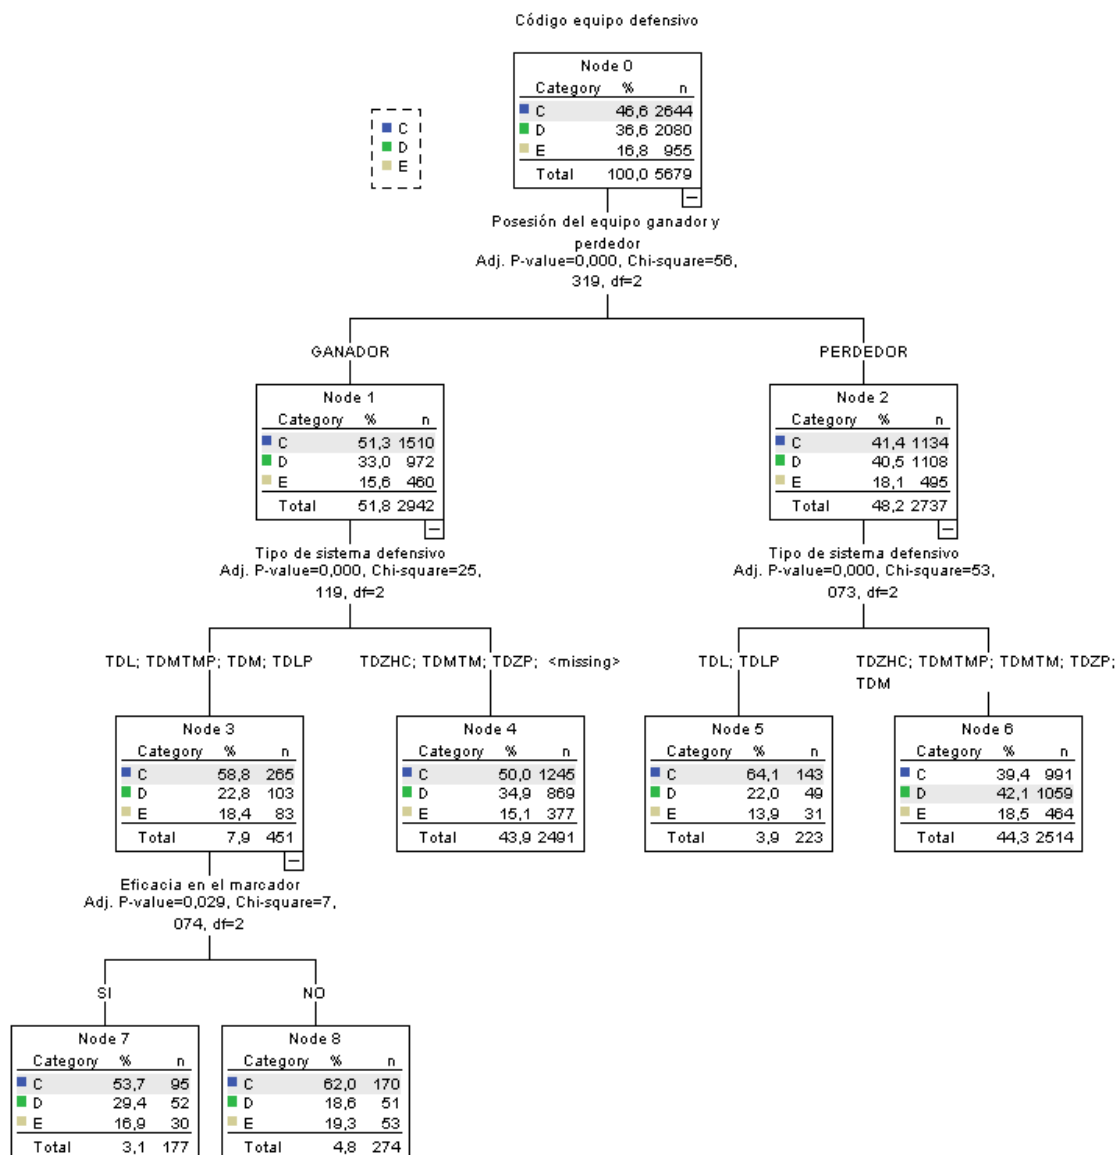 Código equipo defensivo
Node 0
Category % n
C 46,6 2644
D 36,6 2080
E 16,8 955
Total 100,0 5679
C
D
E
Posesión del equipo ganador y
perdedor
Adj. P-value=0,000, Chi-square=56,
319, df=2
GANADOR
PERDEDOR
Node 1
Category % n
C 51,3 1510
D 33,0 972
E 15,6 460
Total 51,8 2942
Node 2
Category % n
C 41,4 1134
D 40,5 1108
E 18,1 495
Total 48,2 2737
Tipo de sistema defensivo
Adj. P-value=0,000, Chi-square=25,
119, df=2
Tipo de sistema defensivo
Adj. P-value=0,000, Chi-square=53,
073, df=2
TDL; TDMTMP; TDM; TDLP
TDZHC; TDMTM; TDZP; <missing>
TDL; TDLP
TDZHC; TDMTMP; TDMTM; TDZP;
TDM
Node 3
Category % n
C 58,8 265
D 22,8 103
E 18,4 83
Total 7,9 451
Node 4
Category % n
C 50,0 1245
D 34,9 869
E 15,1 377
Total 43,9 2491
Node 5
Category % n
C 64,1 143
D 22,0 49
E 13,9 31
Total 3,9 223
Node 6
Category % n
C 39,4 991
D 42,1 1059
E 18,5 464
Total 44,3 2514
Eficacia en el marcador
Adj. P-value=0,029, Chi-square=7,
074, df=2
SI
NO
Node 7
Category % n
C 53,7 95
D 29,4 52
E 16,9 30
Total 3,1 177
Node 8
Category % n
C 62,0 170
D 18,6 51
E 19,3 53
Total 4,8 274